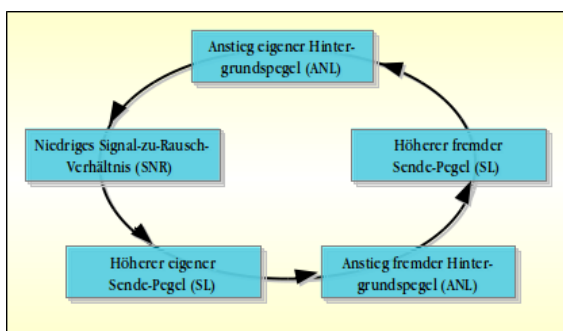 Anstieg eigener Hinter-
grundspegel (ANL)
Niedriges Signal-zu-Rausch-
Verhältnis (SNR)
Höherer eigener
Sende-Pegel (SL)
Anstieg fremder Hinter-
grundspegel (ANL)
Höherer fremder
Sende-Pegel (SL)